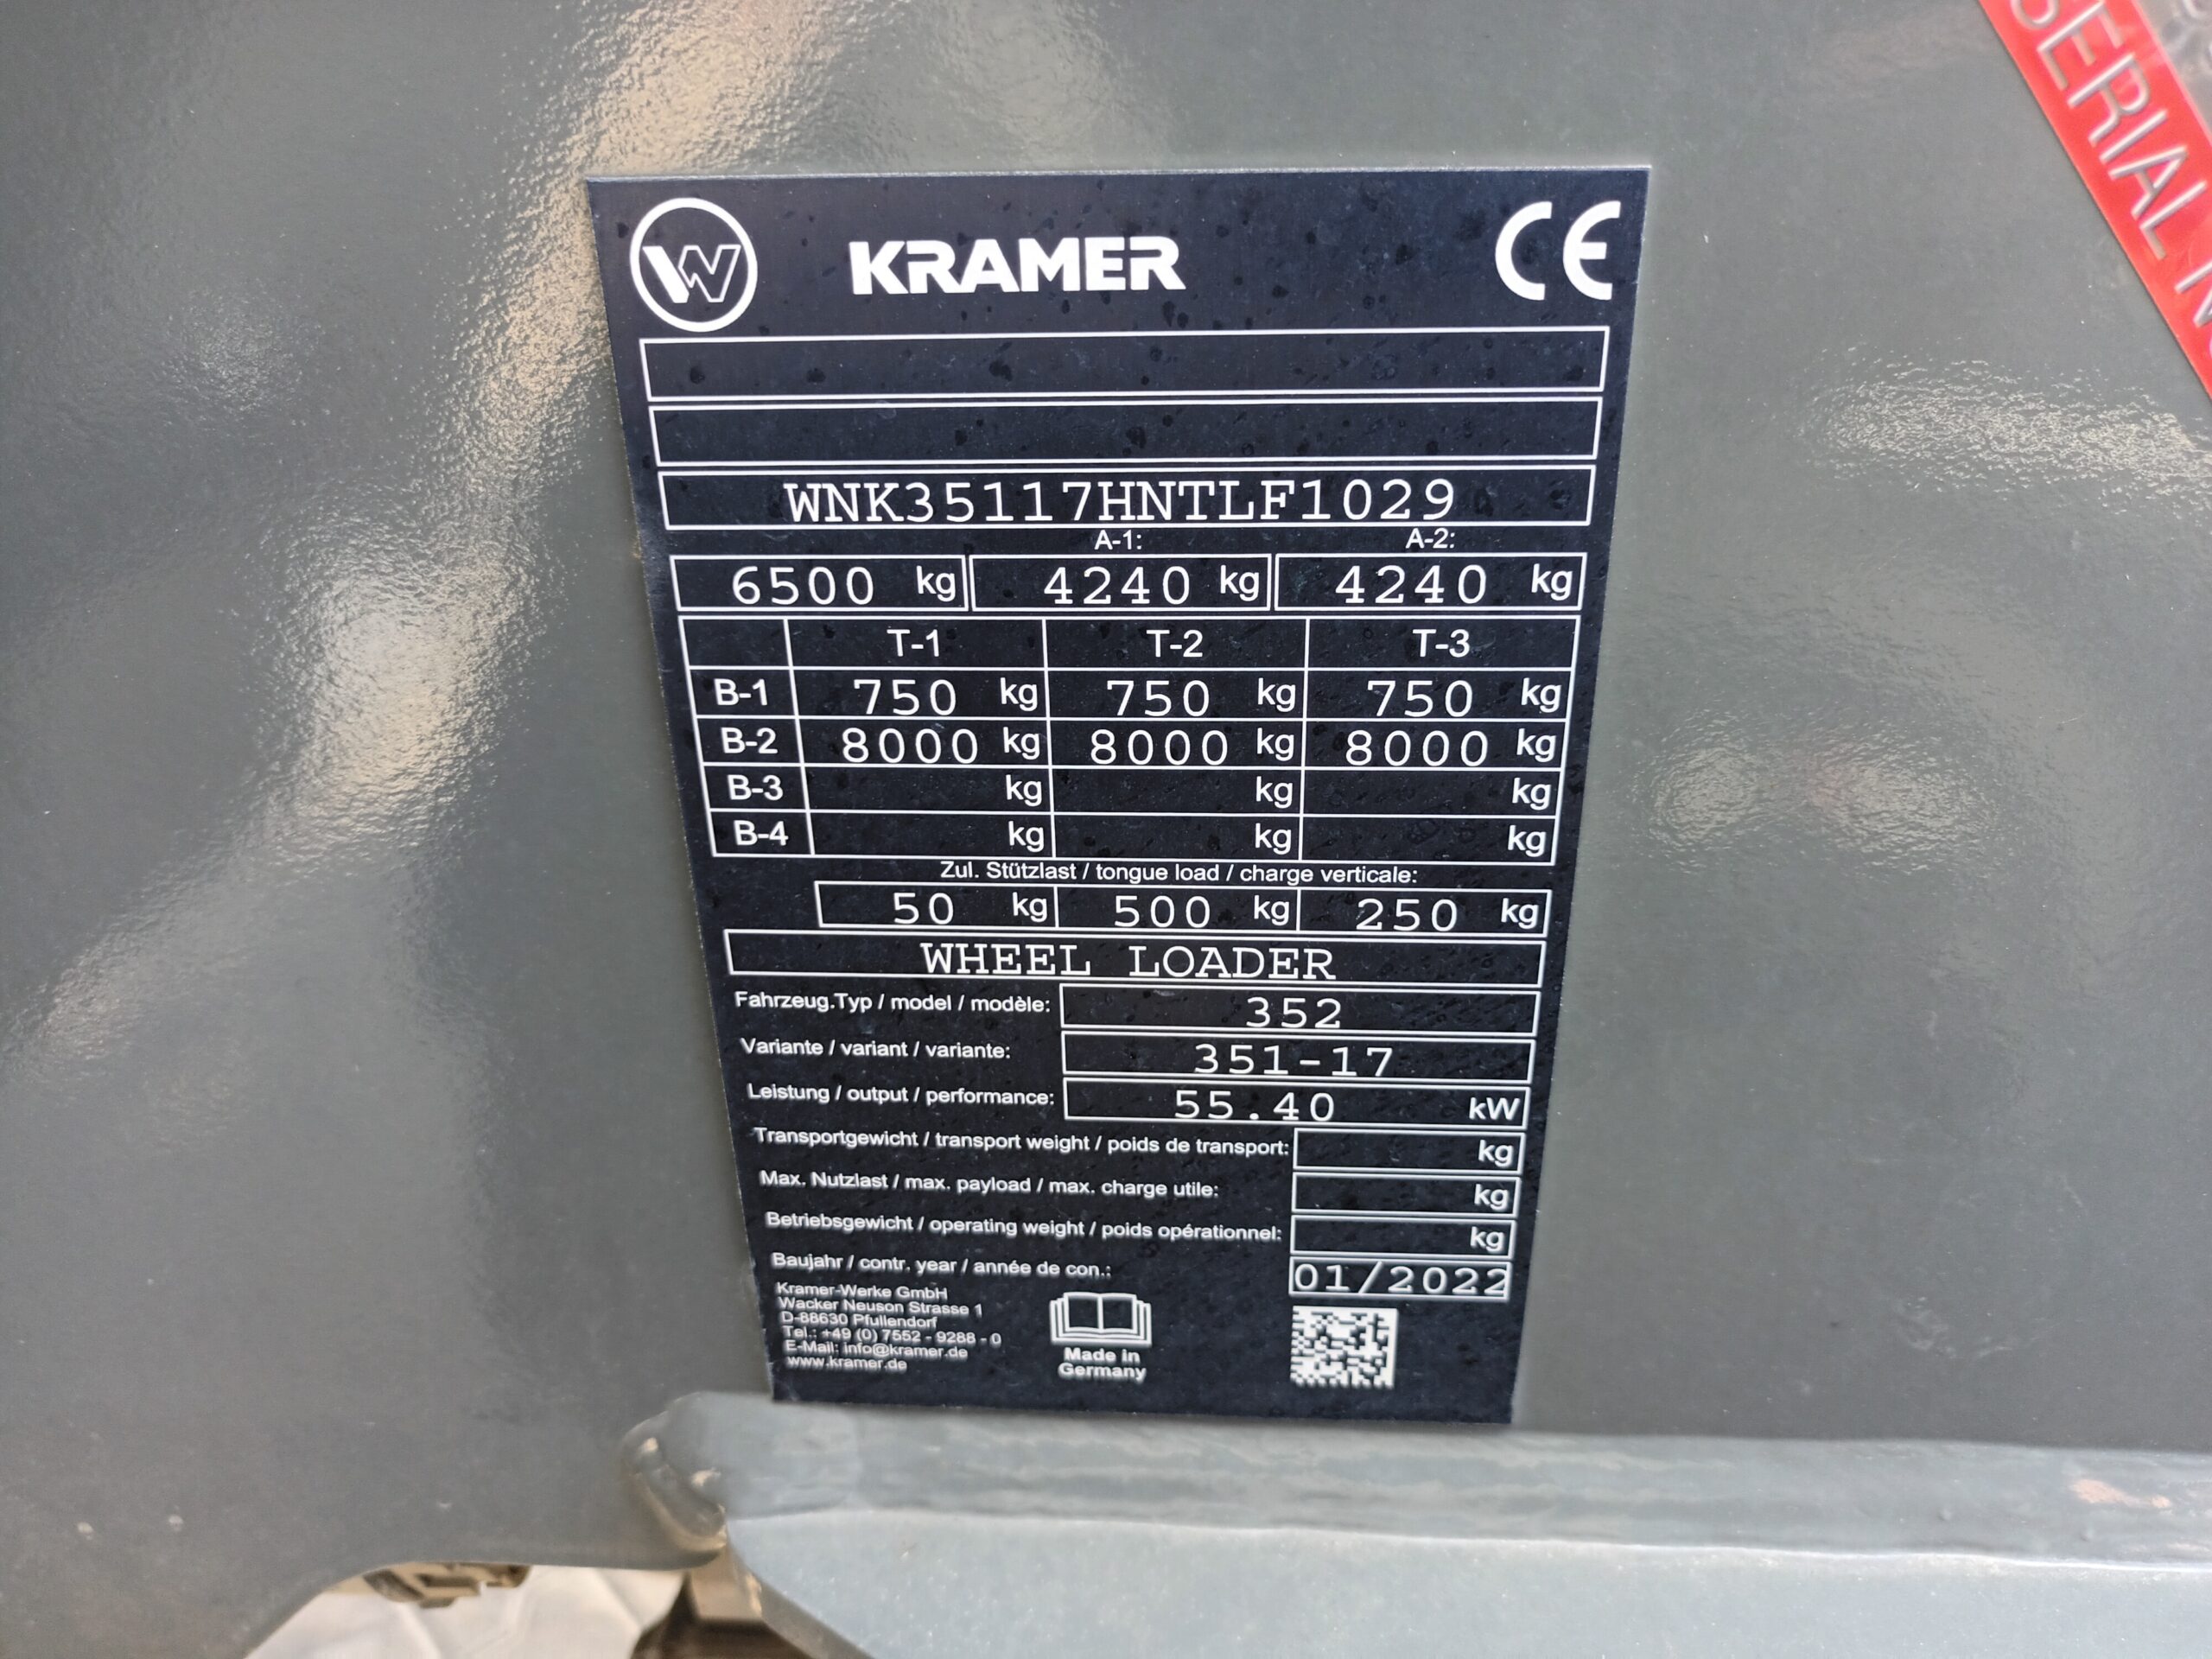 W KRAMER CE
WNK35117HNTLF1029
A-1: A-2:
6500 kg 4240 kg 4240 kg
T-1 T-2 T-3
B-1 750 kg 750 kg 750 kg
B-2 8000 kg 8000 kg 8000 kg
B-3 kg kg kg
B-4 kg kg kg
Zul. Stützlast / tongue load / charge verticale:
50 kg 500 kg 250 kg
WHEEL LOADER
Fahrzeug.Typ / model / modèle: 352
Variante / variant / variante: 351-17
Leistung / output / performance: 55.40 kW
Transportgewicht / transport weight / poids de transport: kg
Max. Nutzlast / max. payload / max. charge utile: kg
Betriebsgewicht / operating weight / poids opérationnel: kg
Baujahr / contr. year / année de con.: 01/2022
Kramer-Werke GmbH
Wacker Neuson Strasse 1
D-88630 Pfullendorf
Tel.: +49 (0) 7552 - 9288 - 0
E-Mail: info@kramer.de
www.kramer.de
Made in
Germany
SERIAL